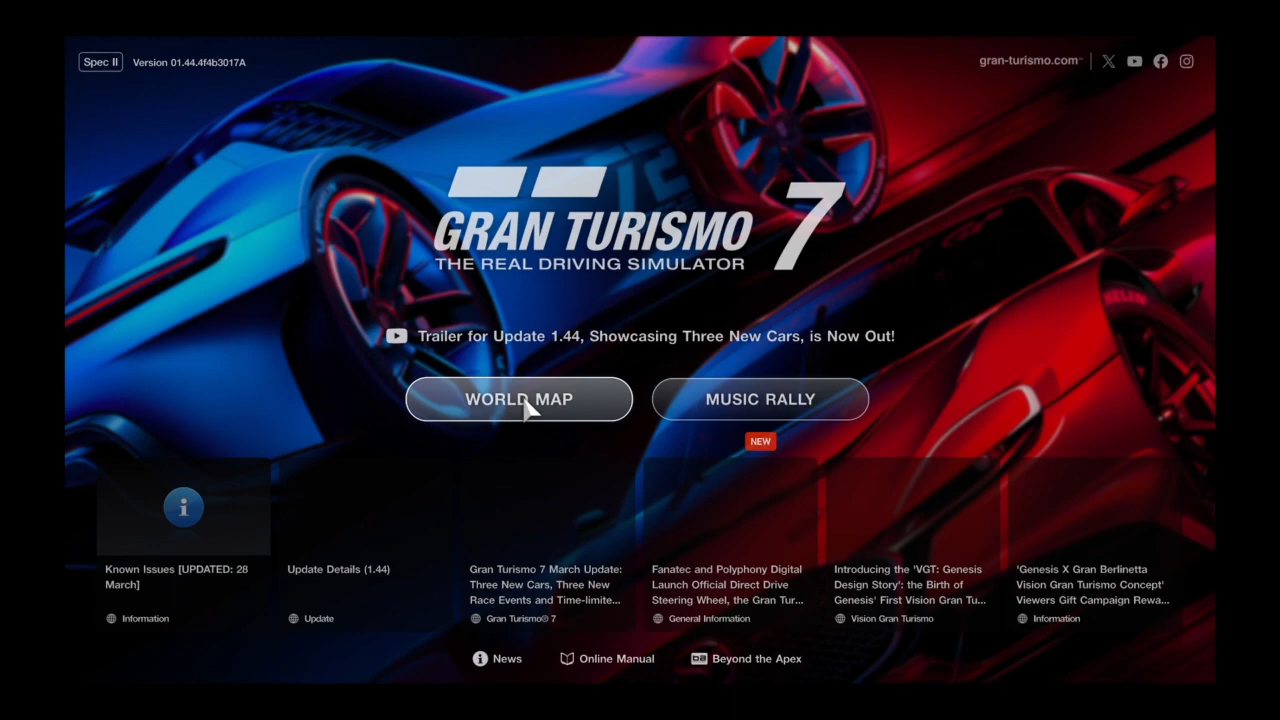 Spec II Version 01.44.4f4b3017A
gran-turismo.com™
GRAN TURISMO 7
THE REAL DRIVING SIMULATOR
Trailer for Update 1.44, Showcasing Three New Cars, is Now Out!
WORLD MAP
MUSIC RALLY
NEW
Known Issues [UPDATED: 28
March]
Information
Update Details (1.44)
Update
Gran Turismo 7 March Update:
Three New Cars, Three New
Race Events and Time-limite...
Gran Turismo® 7
Fanatec and Polyphony Digital
Launch Official Direct Drive
Steering Wheel, the Gran Tur...
General Information
Introducing the 'VGT: Genesis
Design Story': the Birth of
Genesis' First Vision Gran Tu...
Vision Gran Turismo
'Genesis X Gran Berlinetta
Vision Gran Turismo Concept'
Viewers Gift Campaign Rewa...
Information
News
Online Manual
Beyond the Apex